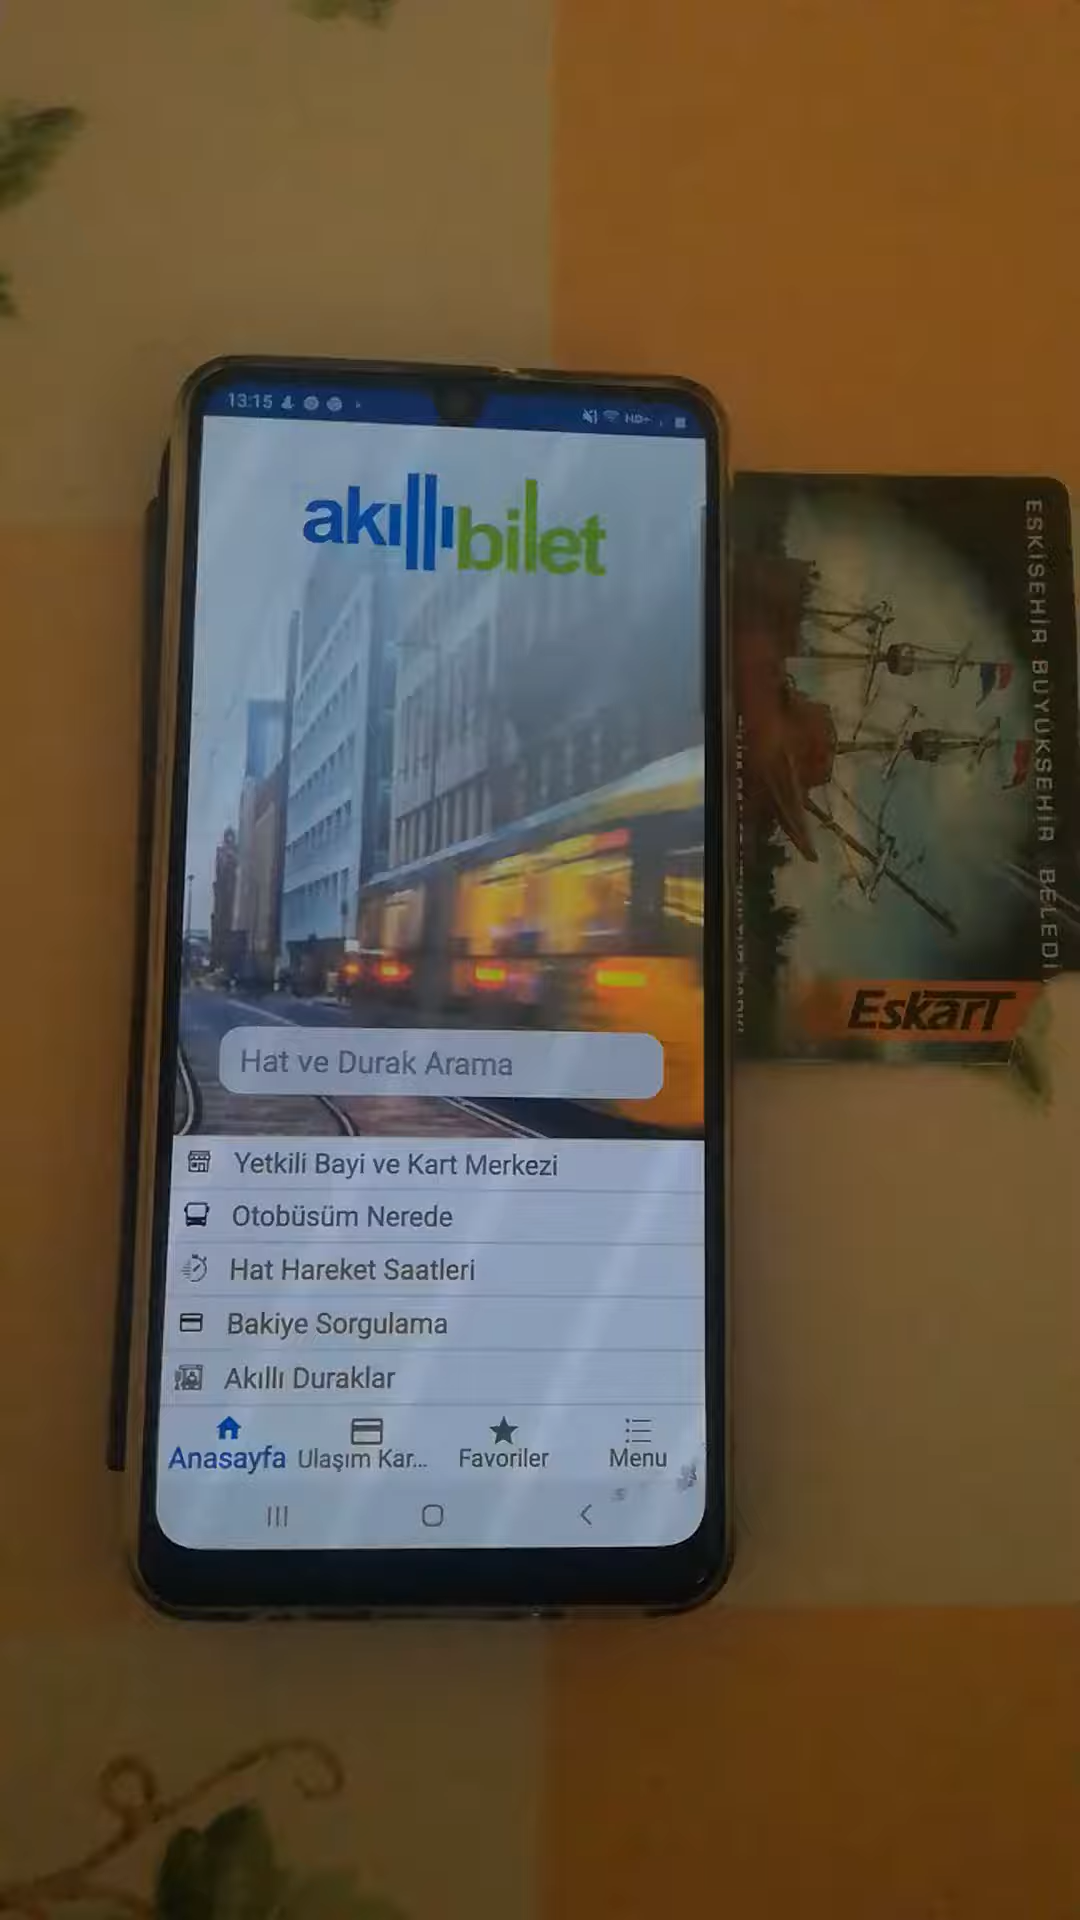 13:15
akıllıbilet
Hat ve Durak Arama
Yetkili Bayi ve Kart Merkezi
Otobüsüm Nerede
Hat Hareket Saatleri
Bakiye Sorgulama
Akıllı Duraklar
Anasayfa
Ulaşım Kar...
Favoriler
Menu
ESKİŞEHİR BÜYÜKŞEHİR BELEDİ
EskarT